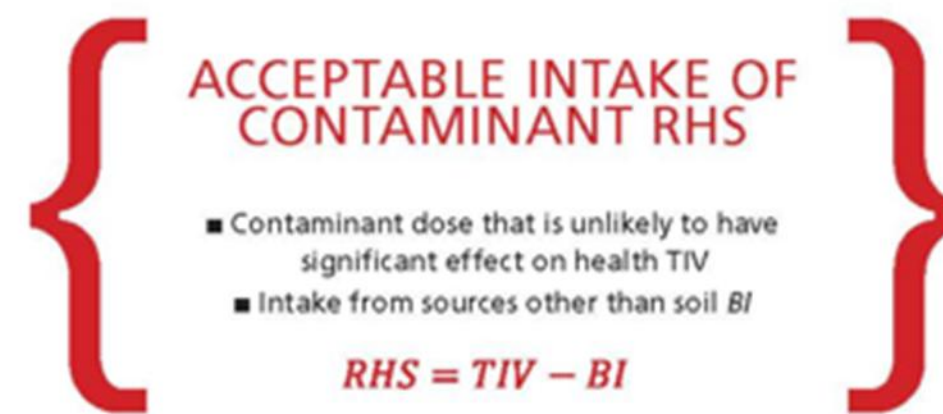 ACCEPTABLE INTAKE OF
CONTAMINANT RHS
■ Contaminant dose that is unlikely to have
significant effect on health TIV
■ Intake from sources other than soil BI
RHS = TIV − BI